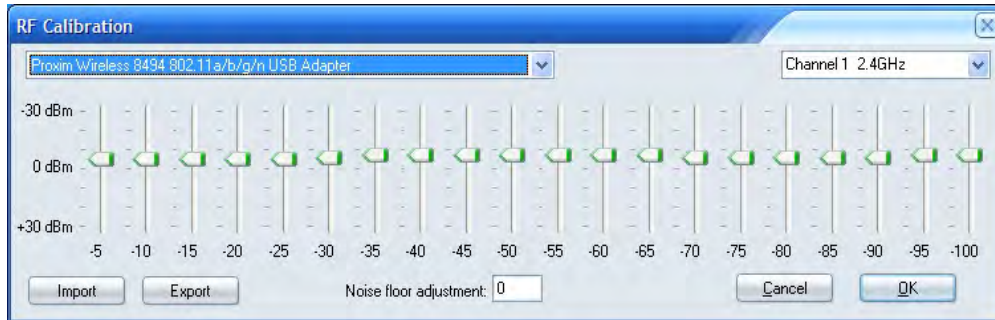 RF Calibration
Proxim Wireless 8494 802.11a/b/g/n USB Adapter
Channel 1 2.4GHz
-30 dBm
0 dBm
+30 dBm
-5 -10 -15 -20 -25 -30 -35 -40 -45 -50 -55 -60 -65 -70 -75 -80 -85 -90 -95 -100
Import Export Noise floor adjustment: 0 Cancel OK